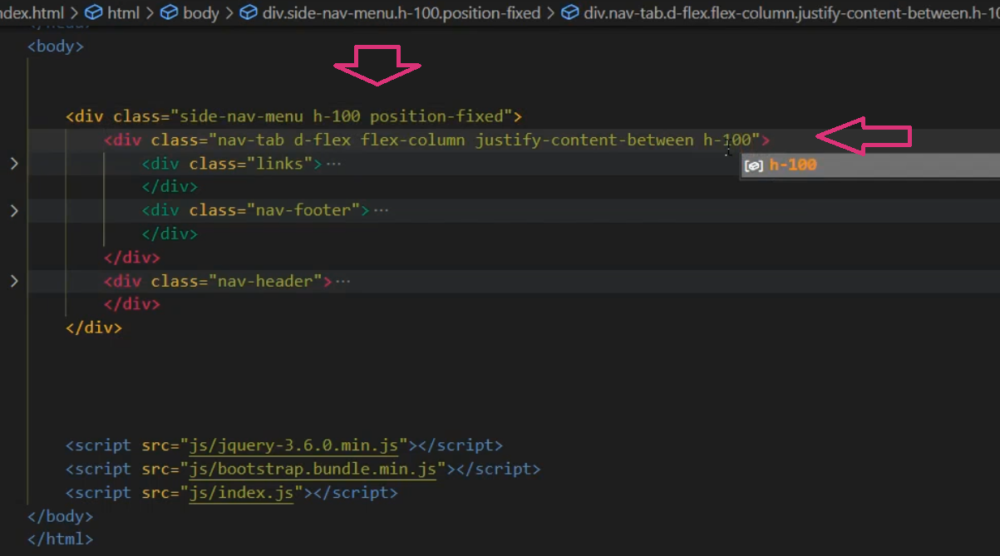 ndex.html > html > body > div.side-nav-menu.h-100.position-fixed > div.nav-tab.d-flex.flex-column.justify-content-between.h-10
<body>
<div class="side-nav-menu h-100 position-fixed">
<div class="nav-tab d-flex flex-column justify-content-between h-100">
h-100
<div class="links">···
</div>
<div class="nav-footer">···
</div>
</div>
<div class="nav-header">···
</div>
</div>
<script src="js/jquery-3.6.0.min.js"></script>
<script src="js/bootstrap.bundle.min.js"></script>
<script src="js/index.js"></script>
</body>
</html>